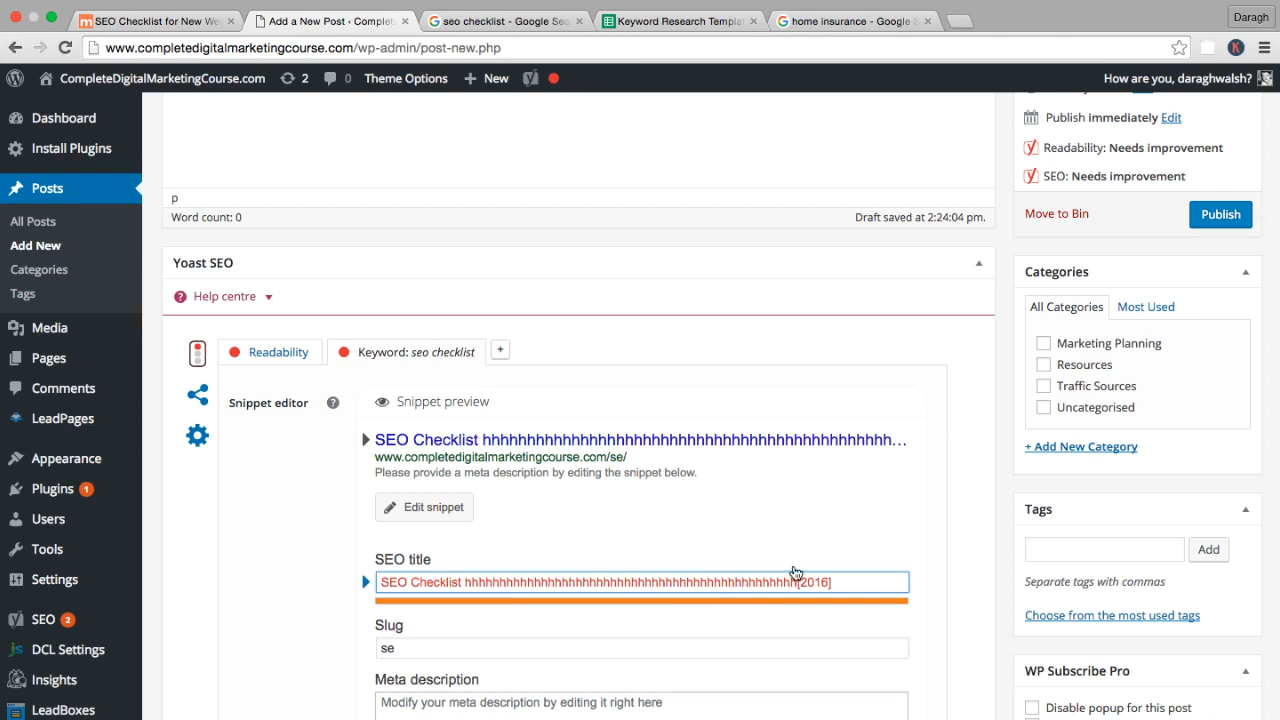 SEO Checklist for New We
Add a New Post ‹ Complet
seo checklist - Google Sea
Keyword Research Templa
home insurance - Google S
Daragh
www.completedigitalmarketingcourse.com/wp-admin/post-new.php
K
CompleteDigitalMarketingCourse.com
2
0
Theme Options
New
How are you, daraghwalsh?
Dashboard
Install Plugins
Posts
All Posts
Add New
Categories
Tags
Media
Pages
Comments
LeadPages
Appearance
Plugins 1
Users
Tools
Settings
SEO 2
DCL Settings
Insights
LeadBoxes
p
Word count: 0
Draft saved at 2:24:04 pm.
Yoast SEO
Help centre
Readability
Keyword: seo checklist
+
Snippet editor
Snippet preview
www.completedigitalmarketingcourse.com/se/
Please provide a meta description by editing the snippet below.
Edit snippet
SEO title
SEO Checklist
Slug
se
Meta description
Modify your meta description by editing it right here
Publish immediately Edit
Readability: Needs improvement
SEO: Needs improvement
Move to Bin
Publish
Categories
All Categories
Most Used
Marketing Planning
Resources
Traffic Sources
Uncategorised
+ Add New Category
Tags
Add
Separate tags with commas
Choose from the most used tags
WP Subscribe Pro
Disable popup for this post